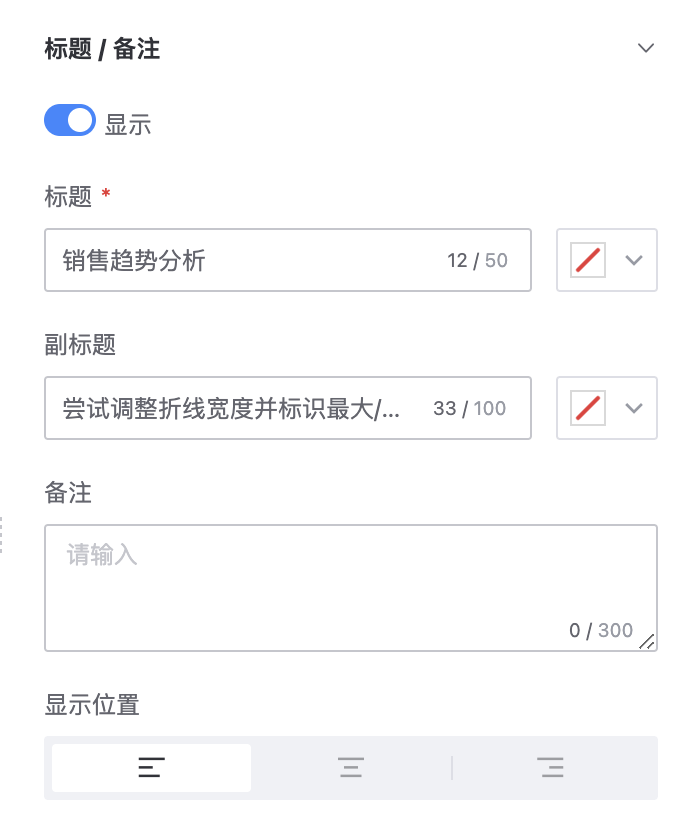 标题 / 备注
显示
标题 *
销售趋势分析 12 / 50
副标题
尝试调整折线宽度并标识最大/... 33 / 100
备注
请输入
0 / 300
显示位置